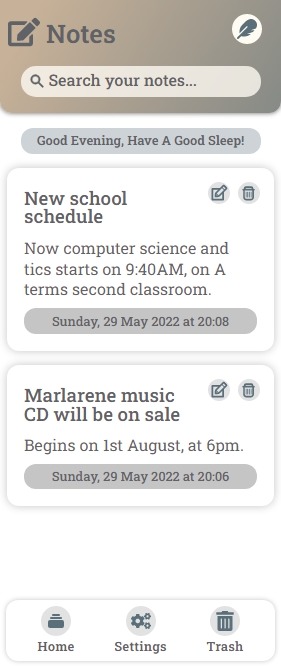 Notes
Search your notes...
Good Evening, Have A Good Sleep!
New school
schedule
Now computer science and
tics starts on 9:40AM, on A
terms second classroom.
Sunday, 29 May 2022 at 20:08
Marlarene music
CD will be on sale
Begins on 1st August, at 6pm.
Sunday, 29 May 2022 at 20:06
Home Settings Trash